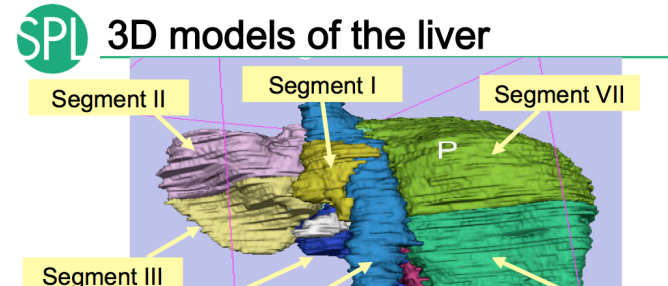 SPL 3D models of the liver
Segment I
Segment II
Segment VII
P
Segment III